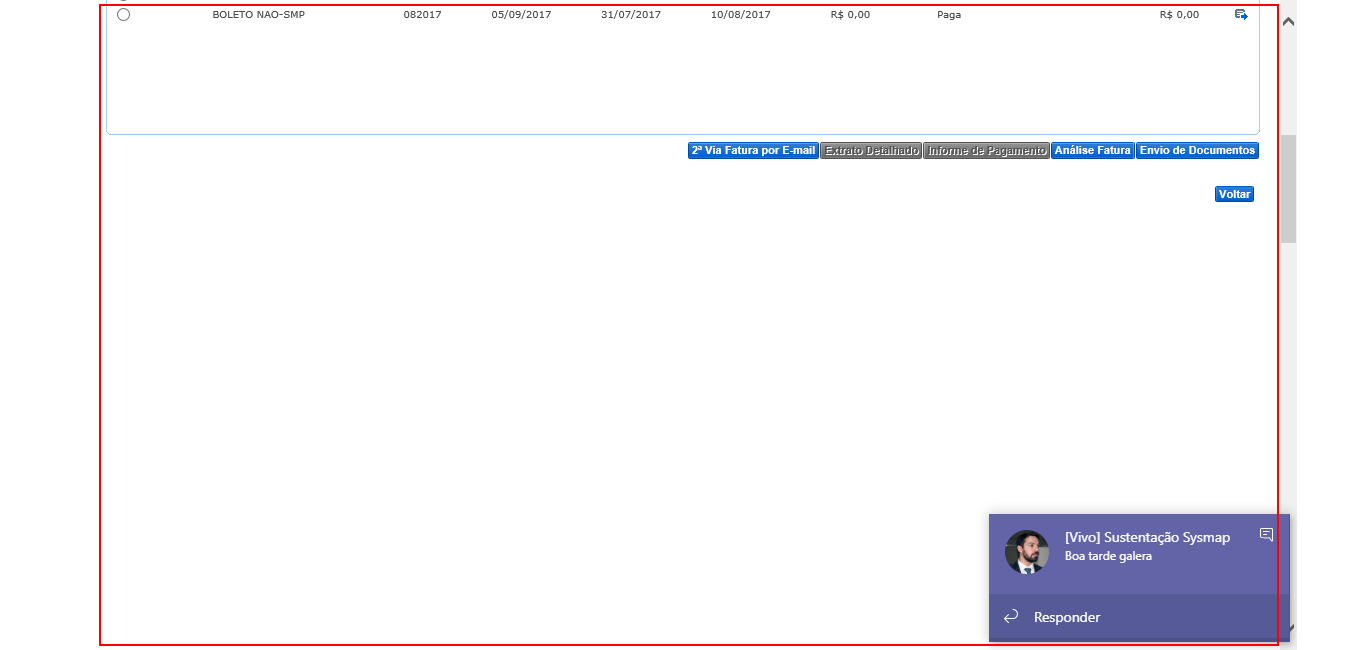 BOLETO NAO-SMP 082017 05/09/2017 31/07/2017 10/08/2017 R$ 0,00 Paga R$ 0,00
2ª Via Fatura por E-mail Extrato Detalhado Informe de Pagamento Análise Fatura Envio de Documentos
Voltar
[Vivo] Sustentação Sysmap
Boa tarde galera
Responder